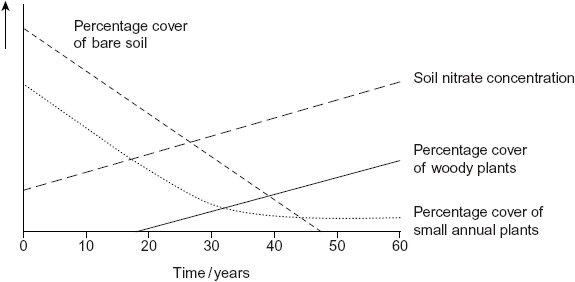 Percentage cover
of bare soil
Soil nitrate concentration
Percentage cover
of woody plants
Percentage cover of
small annual plants
0 10 20 30 40 50 60
Time / years